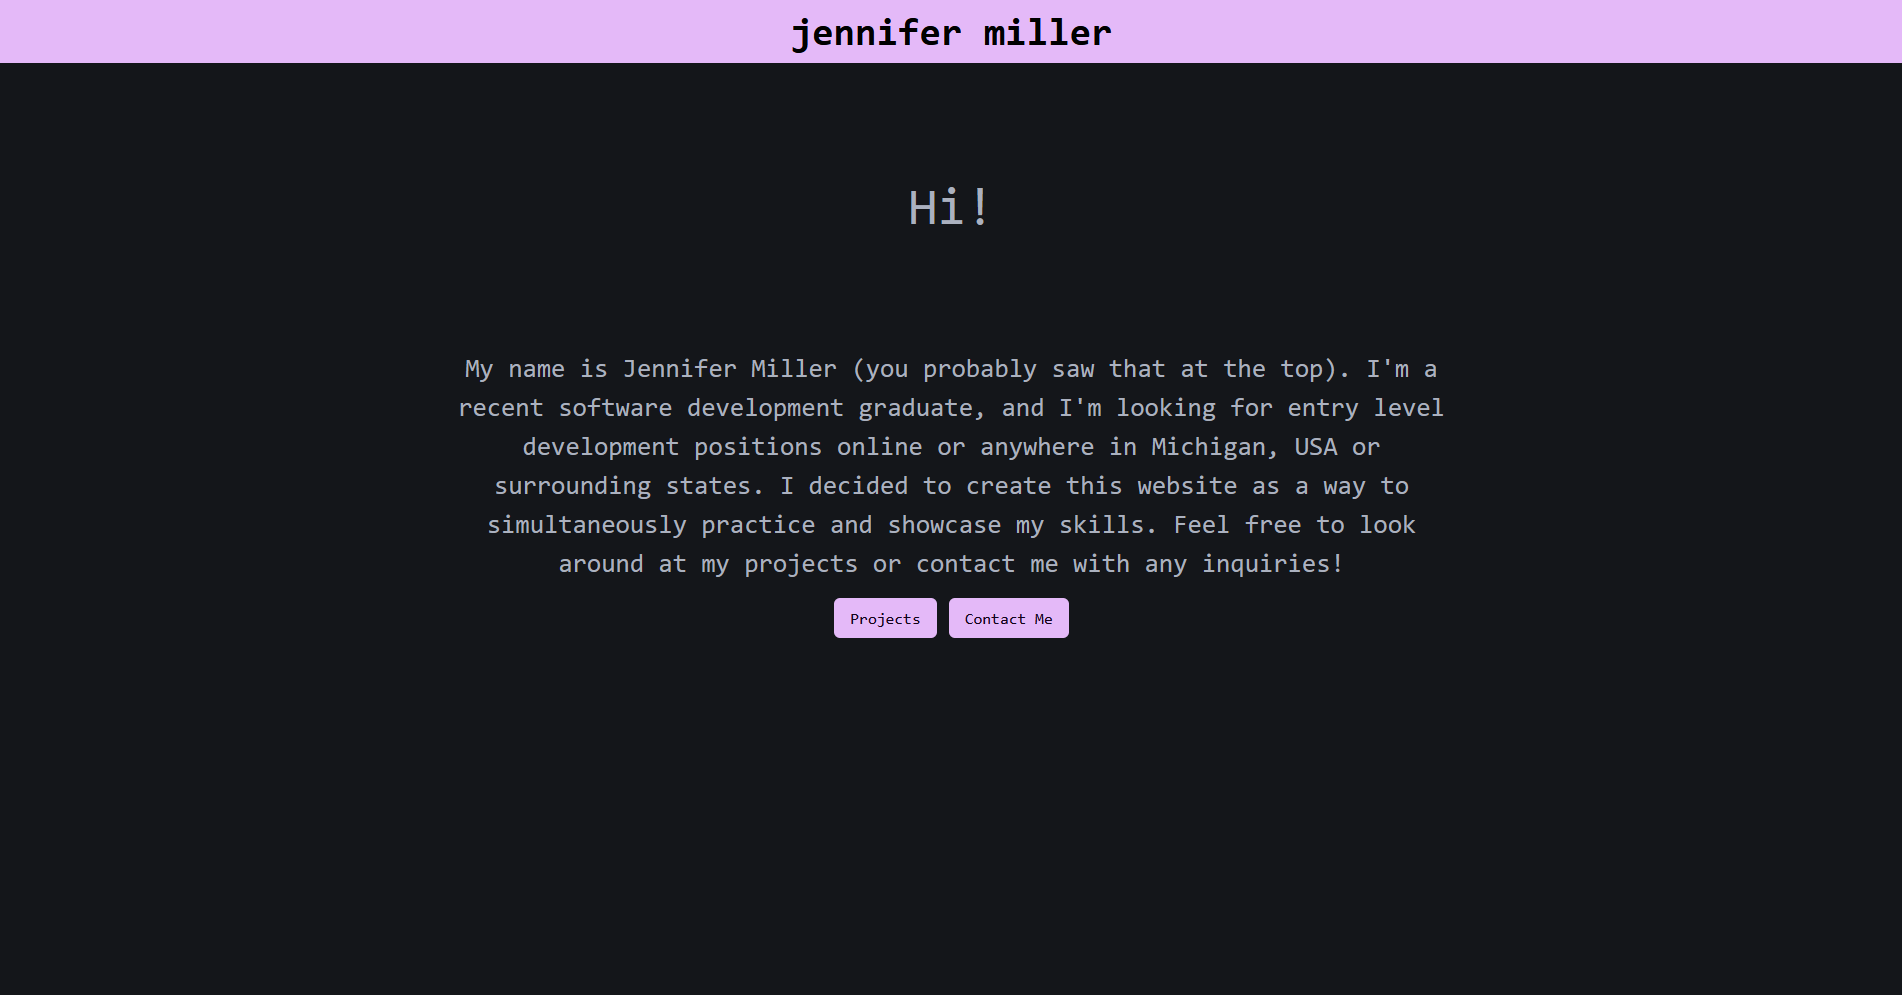 jennifer miller
Hi!
My name is Jennifer Miller (you probably saw that at the top). I'm a
recent software development graduate, and I'm looking for entry level
development positions online or anywhere in Michigan, USA or
surrounding states. I decided to create this website as a way to
simultaneously practice and showcase my skills. Feel free to look
around at my projects or contact me with any inquiries!
Projects
Contact Me